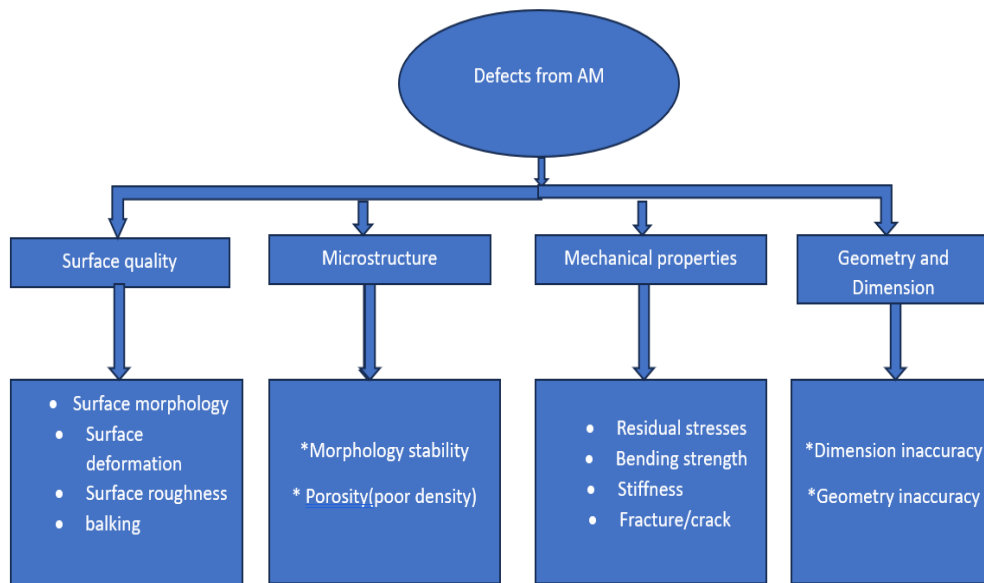 Defects from AM
Surface quality
Microstructure
Mechanical properties
Geometry and
Dimension
• Surface morphology
• Surface
deformation
• Surface roughness
• balking
*Morphology stability
* Porosity(poor density)
• Residual stresses
• Bending strength
• Stiffness
• Fracture/crack
*Dimension inaccuracy
*Geometry inaccuracy